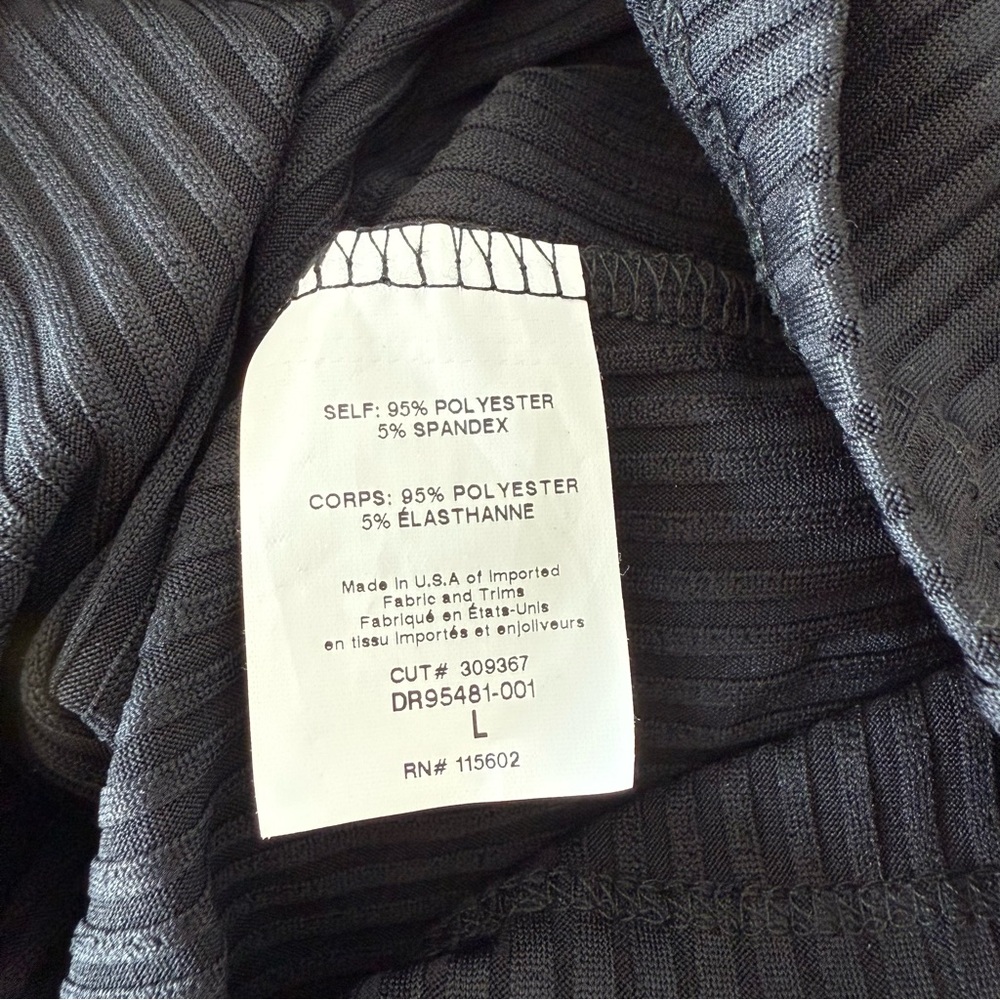 SELF: 95% POLYESTER
5% SPANDEX
CORPS: 95% POLYESTER
5% ÉLASTHANNE
Made in U.S.A of Imported
Fabric and Trims
Fabriqué en États-Unis
en tissu importés et enjoliveurs
CUT# 309367
DR95481-001
L
RN# 115602